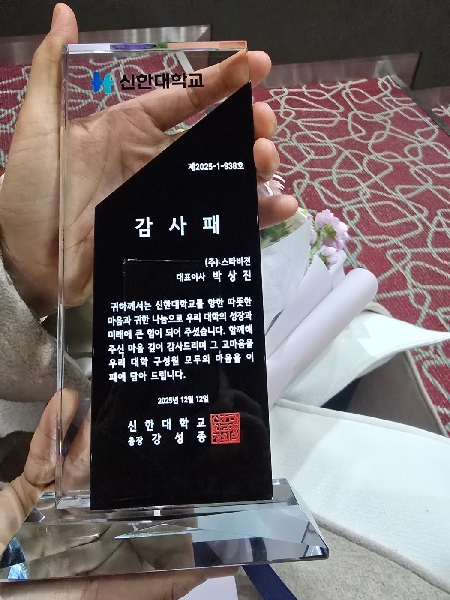 신한대학교
제2025-1-938호
감 사 패
(주)스타비젼
대표이사 박상진
귀하께서는 신한대학교를 향한 따뜻한
마음과 귀한 나눔으로 우리 대학의 성장과
미래에 큰 힘이 되어 주셨습니다. 함께해
주신 마음 깊이 감사드리며 그 고마움을
우리 대학 구성원 모두의 마음을 이
패에 담아 드립니다.
2025년 12월 12일
신한대학교
총장 강성종